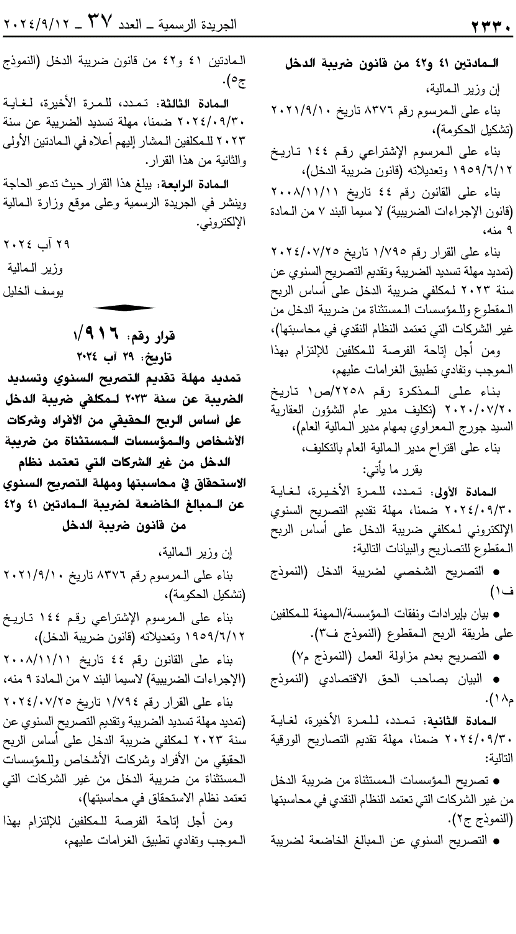 ٢٣٣٠
الجريدة الرسمية ـ العدد ٣٧ ـ ٢٠٢٤/٩/١٢
المادتين ٤١ و٤٢ من قانون ضريبة الدخل
إن وزير المالية،
بناء على المرسوم رقم ٨٣٧٦ تاريخ ٢٠٢١/٩/١٠
(تشكيل الحكومة)،
بناء على المرسوم الإشتراعي رقم ١٤٤ تاريخ
١٩٥٩/٦/١٢ وتعديلاته (قانون ضريبة الدخل)،
بناء على القانون رقم ٤٤ تاريخ ٢٠٠٨/١١/١١
(قانون الإجراءات الضريبية) لا سيما البند ٧ من المادة
٩ منه،
بناء على القرار رقم ١/٧٩٥ تاريخ ٢٠٢٤/٠٧/٢٥
(تمديد مهلة تسديد الضريبة وتقديم التصريح السنوي عن
سنة ٢٠٢٣ لمكلفي ضريبة الدخل على أساس الربح
المقطوع وللمؤسسات المستثناة من ضريبة الدخل من
غير الشركات التي تعتمد النظام النقدي في محاسبتها)،
ومن أجل إتاحة الفرصة للمكلفين للإلتزام بهذا
الموجب وتفادي تطبيق الغرامات عليهم،
بناء على المذكرة رقم ٢٢٥٨/ص١ تاريخ
٢٠٢٠/٠٧/٢٠ (تكليف مدير عام الشؤون العقارية
السيد جورج المعراوي بمهام مدير المالية العام)،
بناء على اقتراح مدير المالية العام بالتكليف،
يقرر ما يأتي:
المادة الأولى: تمدد، للمرة الأخيرة، لغاية
٢٠٢٤/٠٩/٣٠ ضمنا، مهلة تقديم التصريح السنوي
الإلكتروني لمكلفي ضريبة الدخل على أساس الربح
المقطوع للتصاريح والبيانات التالية:
• التصريح الشخصي لضريبة الدخل (النموذج
ف١)
• بيان بإيرادات ونفقات المؤسسة/المهنة للمكلفين
على طريقة الربح المقطوع (النموذج ف٣).
• التصريح بعدم مزاولة العمل (النموذج م٧)
• البيان بصاحب الحق الاقتصادي (النموذج
م١٨).
المادة الثانية: تمدد، للمرة الأخيرة، لغاية
٢٠٢٤/٠٩/٣٠ ضمنا، مهلة تقديم التصاريح الورقية
التالية:
• تصريح المؤسسات المستثناة من ضريبة الدخل
من غير الشركات التي تعتمد النظام النقدي في محاسبتها
(النموذج ج٢).
• التصريح السنوي عن المبالغ الخاضعة لضريبة
المادتين ٤١ و٤٢ من قانون ضريبة الدخل (النموذج
ج٥).
المادة الثالثة: تمدد، للمرة الأخيرة، لغاية
٢٠٢٤/٠٩/٣٠ ضمنا، مهلة تسديد الضريبة عن سنة
٢٠٢٣ للمكلفين المشار إليهم أعلاه في المادتين الأولى
والثانية من هذا القرار.
المادة الرابعة: يبلغ هذا القرار حيث تدعو الحاجة
وينشر في الجريدة الرسمية وعلى موقع وزارة المالية
الإلكتروني.
٢٩ آب ٢٠٢٤
وزير المالية
يوسف الخليل
قرار رقم: ١/٩١٦
تاريخ: ٢٩ آب ٢٠٢٤
تمديد مهلة تقديم التصريح السنوي وتسديد
الضريبة عن سنة ٢٠٢٣ لمكلفي ضريبة الدخل
على أساس الربح الحقيقي من الأفراد وشركات
الأشخاص والمؤسسات المستثناة من ضريبة
الدخل من غير الشركات التي تعتمد نظام
الاستحقاق في محاسبتها ومهلة التصريح السنوي
عن المبالغ الخاضعة لضريبة المادتين ٤١ و٤٢
من قانون ضريبة الدخل
إن وزير المالية،
بناء على المرسوم رقم ٨٣٧٦ تاريخ ٢٠٢١/٩/١٠
(تشكيل الحكومة)،
بناء على المرسوم الإشتراعي رقم ١٤٤ تاريخ
١٩٥٩/٦/١٢ وتعديلاته (قانون ضريبة الدخل)،
بناء على القانون رقم ٤٤ تاريخ ٢٠٠٨/١١/١١
(الإجراءات الضريبية) لاسيما البند ٧ من المادة ٩ منه،
بناء على القرار رقم ١/٧٩٤ تاريخ ٢٠٢٤/٠٧/٢٥
(تمديد مهلة تسديد الضريبة وتقديم التصريح السنوي عن
سنة ٢٠٢٣ لمكلفي ضريبة الدخل على أساس الربح
الحقيقي من الأفراد وشركات الأشخاص وللمؤسسات
المستثناة من ضريبة الدخل من غير الشركات التي
تعتمد نظام الاستحقاق في محاسبتها)،
ومن أجل إتاحة الفرصة للمكلفين للإلتزام بهذا
الموجب وتفادي تطبيق الغرامات عليهم،